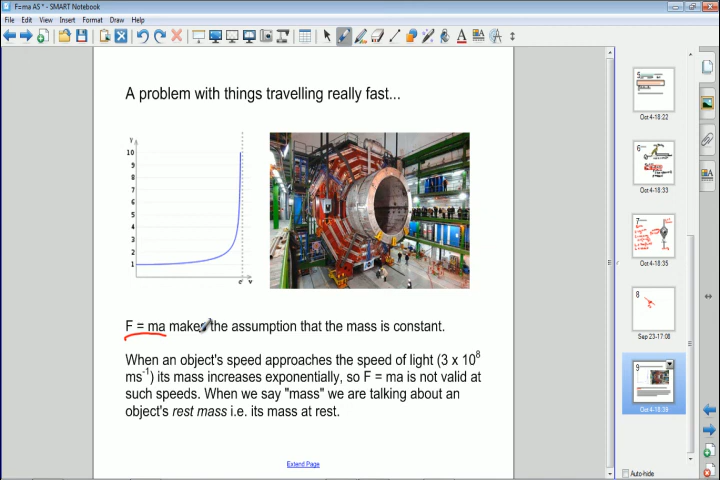 F=ma AS * - SMART Notebook
File Edit View Insert Format Draw Help
A problem with things travelling really fast...
γ
10
9
8
7
6
5
4
3
2
1
c v
F = ma makes the assumption that the mass is constant.
When an object's speed approaches the speed of light (3 x 10⁸
ms⁻¹) its mass increases exponentially, so F = ma is not valid at
such speeds. When we say "mass" we are talking about an
object's rest mass i.e. its mass at rest.
Extend Page
5
Oct 4-18:22
6
Oct 4-18:33
7
Oct 4-18:35
8
Sep 23-17:08
9
Oct 4-18:39
Auto-hide